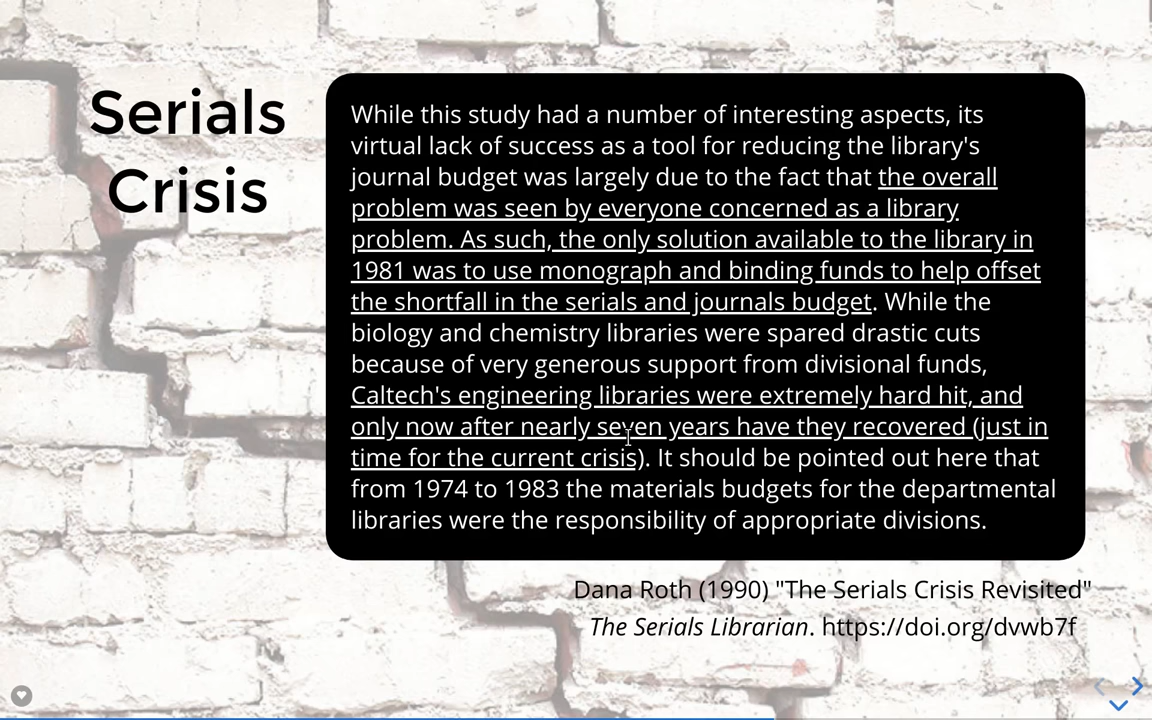 Serials
Crisis
While this study had a number of interesting aspects, its
virtual lack of success as a tool for reducing the library's
journal budget was largely due to the fact that the overall
problem was seen by everyone concerned as a library
problem. As such, the only solution available to the library in
1981 was to use monograph and binding funds to help offset
the shortfall in the serials and journals budget. While the
biology and chemistry libraries were spared drastic cuts
because of very generous support from divisional funds,
Caltech's engineering libraries were extremely hard hit, and
only now after nearly seven years have they recovered (just in
time for the current crisis). It should be pointed out here that
from 1974 to 1983 the materials budgets for the departmental
libraries were the responsibility of appropriate divisions.
Dana Roth (1990) "The Serials Crisis Revisited"
The Serials Librarian. https://doi.org/dvwb7f